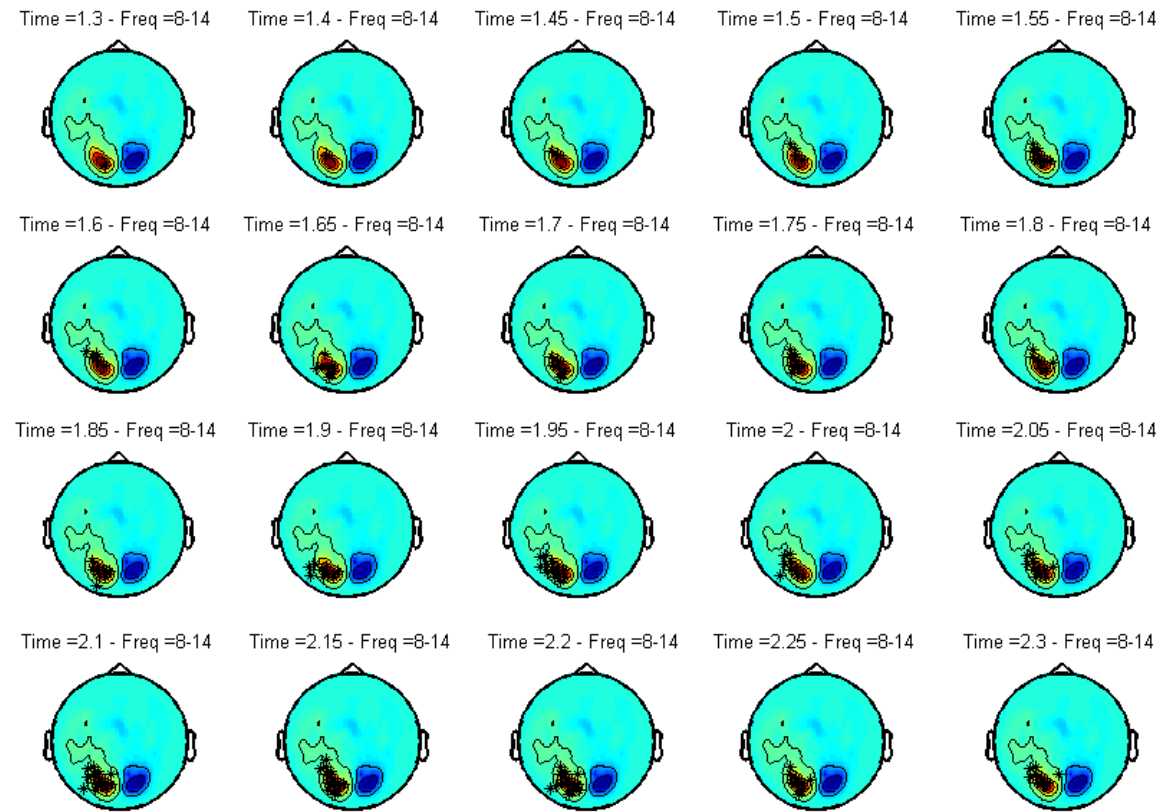 Time =1.3 - Freq =8-14
Time =1.4 - Freq =8-14
Time =1.45 - Freq =8-14
Time =1.5 - Freq =8-14
Time =1.55 - Freq =8-14
Time =1.6 - Freq =8-14
Time =1.65 - Freq =8-14
Time =1.7 - Freq =8-14
Time =1.75 - Freq =8-14
Time =1.8 - Freq =8-14
Time =1.85 - Freq =8-14
Time =1.9 - Freq =8-14
Time =1.95 - Freq =8-14
Time =2 - Freq =8-14
Time =2.05 - Freq =8-14
Time =2.1 - Freq =8-14
Time =2.15 - Freq =8-14
Time =2.2 - Freq =8-14
Time =2.25 - Freq =8-14
Time =2.3 - Freq =8-14